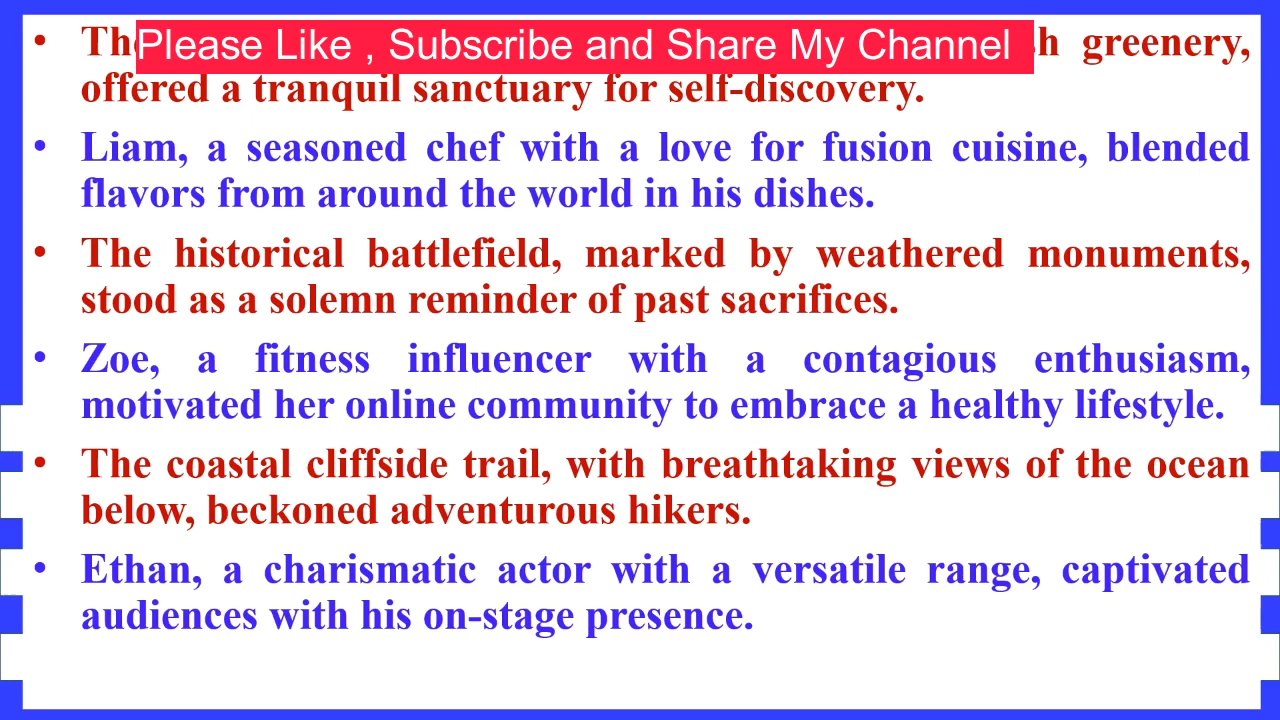 Please Like , Subscribe and Share My Channel
greenery,
offered a tranquil sanctuary for self-discovery.
• Liam, a seasoned chef with a love for fusion cuisine, blended
flavors from around the world in his dishes.
• The historical battlefield, marked by weathered monuments,
stood as a solemn reminder of past sacrifices.
• Zoe, a fitness influencer with a contagious enthusiasm,
motivated her online community to embrace a healthy lifestyle.
• The coastal cliffside trail, with breathtaking views of the ocean
below, beckoned adventurous hikers.
• Ethan, a charismatic actor with a versatile range, captivated
audiences with his on-stage presence.